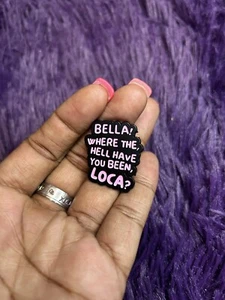 BELLA!
WHERE THE,
HELL HAVE
YOU BEEN,
LOCA?